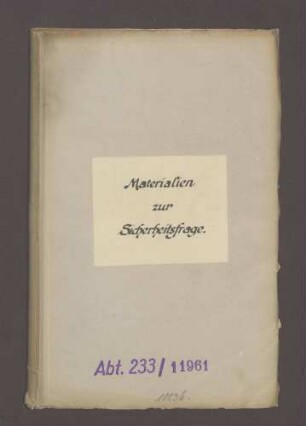 Materialien
zur
Sicherheitsfrage.
Abt. 233/11961